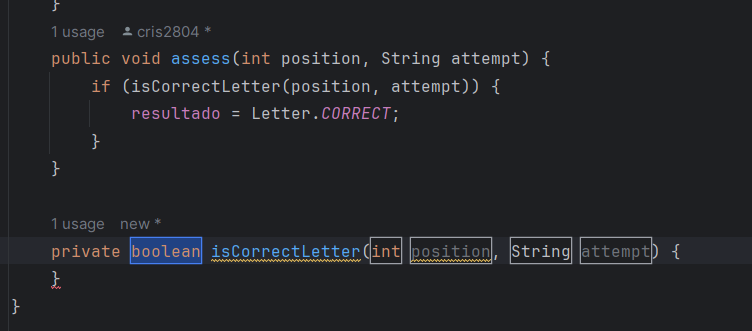 }
1 usage cris2804 *
public void assess(int position, String attempt) {
if (isCorrectLetter(position, attempt)) {
resultado = Letter.CORRECT;
}
}
1 usage new *
private boolean isCorrectLetter(int position, String attempt) {
}
}